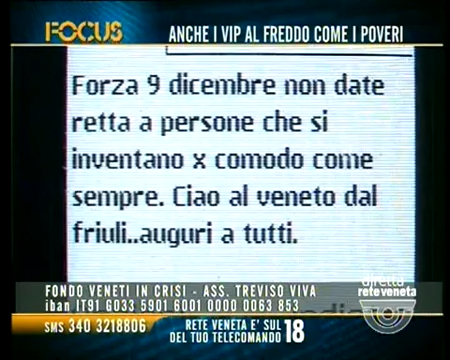 FOCUS
ANCHE I VIP AL FREDDO COME I POVERI
Forza 9 dicembre non date
retta a persone che si
inventano x comodo come
sempre. Ciao al veneto dal
friuli..auguri a tutti.
diretta
reteveneta
FONDO VENETI IN CRISI - ASS. TREVISO VIVA
iban IT91 G033 5901 6001 0000 0063 853
SMS 340 3218806
RETE VENETA E' SUL 18
DEL TUO TELECOMANDO